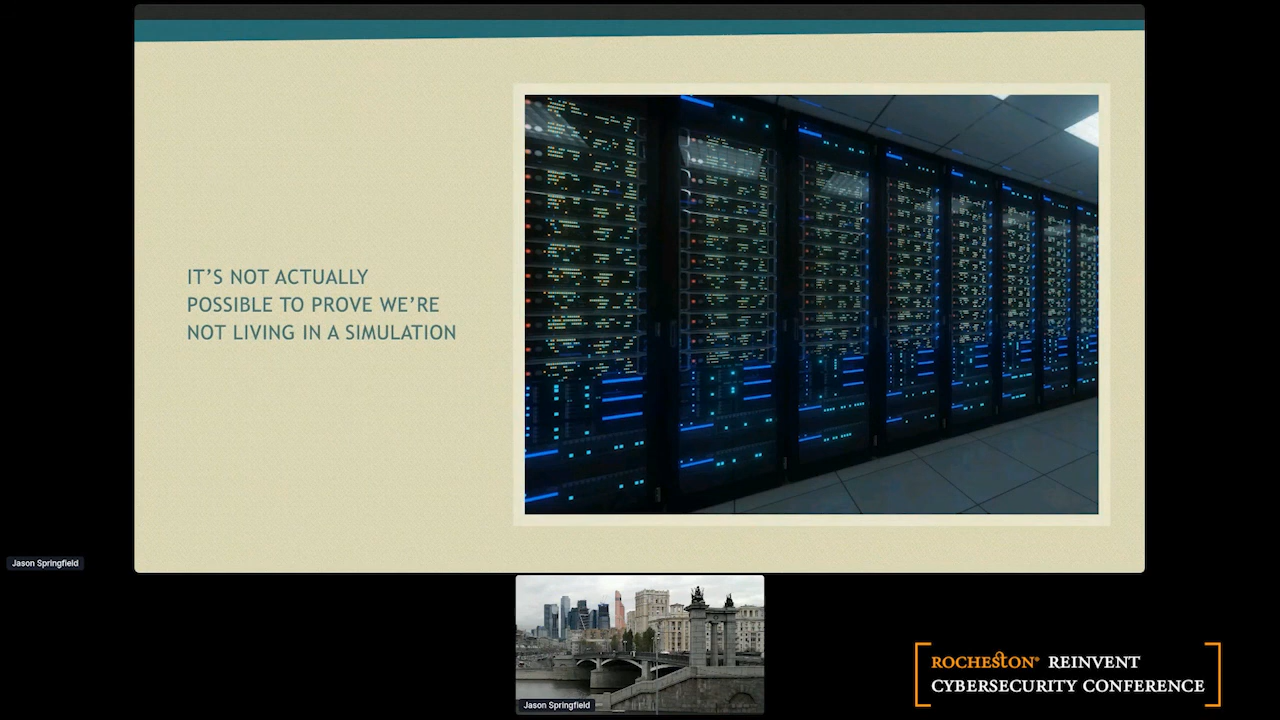 IT’S NOT ACTUALLY
POSSIBLE TO PROVE WE’RE
NOT LIVING IN A SIMULATION
Jason Springfield
Jason Springfield
ROCHESTON® REINVENT
CYBERSECURITY CONFERENCE